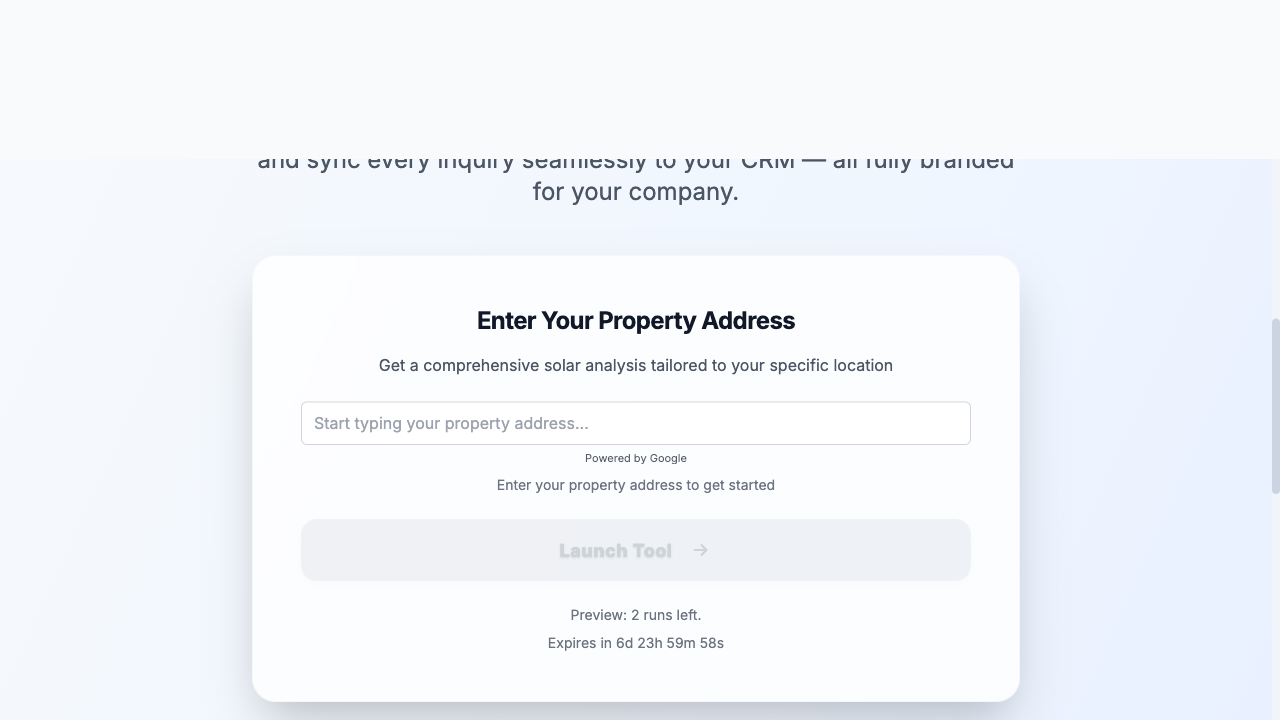 and sync every inquiry seamlessly to your CRM — all fully branded
for your company.
Enter Your Property Address
Get a comprehensive solar analysis tailored to your specific location
Start typing your property address...
Powered by Google
Enter your property address to get started
Launch Tool →
Preview: 2 runs left.
Expires in 6d 23h 59m 58s